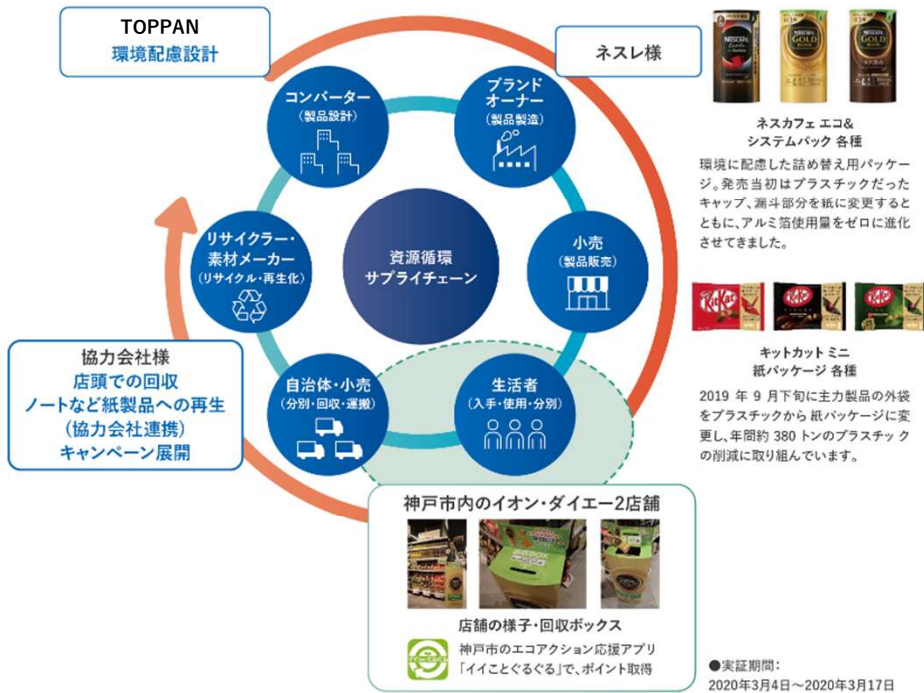 TOPPAN
環境配慮設計
ネスレ様
コンバーター
（製品設計）
ブランド
オーナー
（製品製造）
リサイクラー・
素材メーカー
（リサイクル・再生化）
資源循環
サプライチェーン
小売
（製品販売）
自治体・小売
（分別・回収・運搬）
生活者
（入手・使用・分別）
協力会社様
店頭での回収
ノートなど紙製品への再生
（協力会社連携）
キャンペーン展開
神戸市内のイオン・ダイエー2店舗
店舗の様子・回収ボックス
神戸市のエコアクション応援アプリ
「イイことぐるぐる」で、ポイント取得
NESCAFÉ
NESCAFÉ
GOLD
BLEND
NESCAFÉ
GOLD
BLEND
ネスカフェ エコ&
システムパック 各種
環境に配慮した詰め替え用パッケー
ジ。発売当初はプラスチックだった
キャップ、漏斗部分を紙に変更すると
ともに、アルミ箔使用量をゼロに進化
させてきました。
KitKat
KitKat
KitKat
キットカット ミニ
紙パッケージ 各種
2019 年 9 月下旬に主力製品の外袋
をプラスチックから 紙パッケージに変
更し、年間約 380 トンのプラスチック
の削減に取り組んでいます。
●実証期間：
2020年3月4日～2020年3月17日